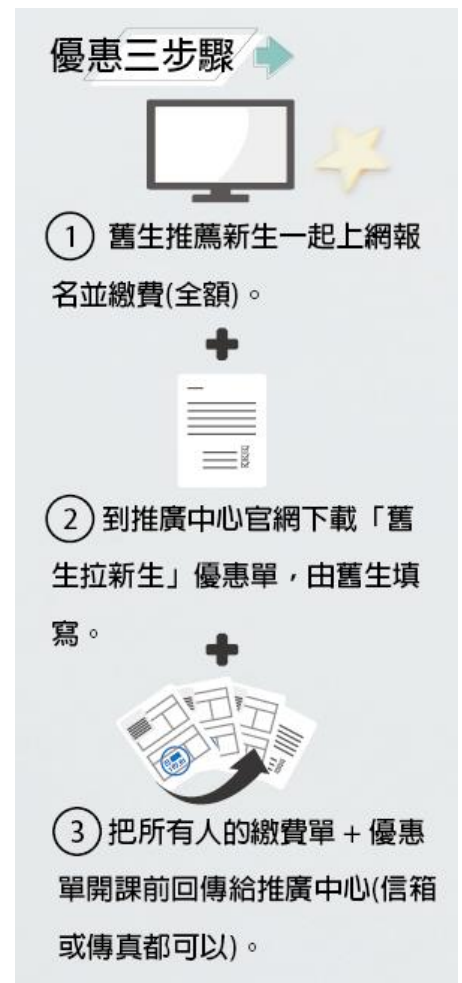 優惠三步驟
① 舊生推薦新生一起上網報
名並繳費(全額)。
② 到推廣中心官網下載「舊
生拉新生」優惠單，由舊生填
寫。
③ 把所有人的繳費單 + 優惠
單開課前回傳給推廣中心(信箱
或傳真都可以)。